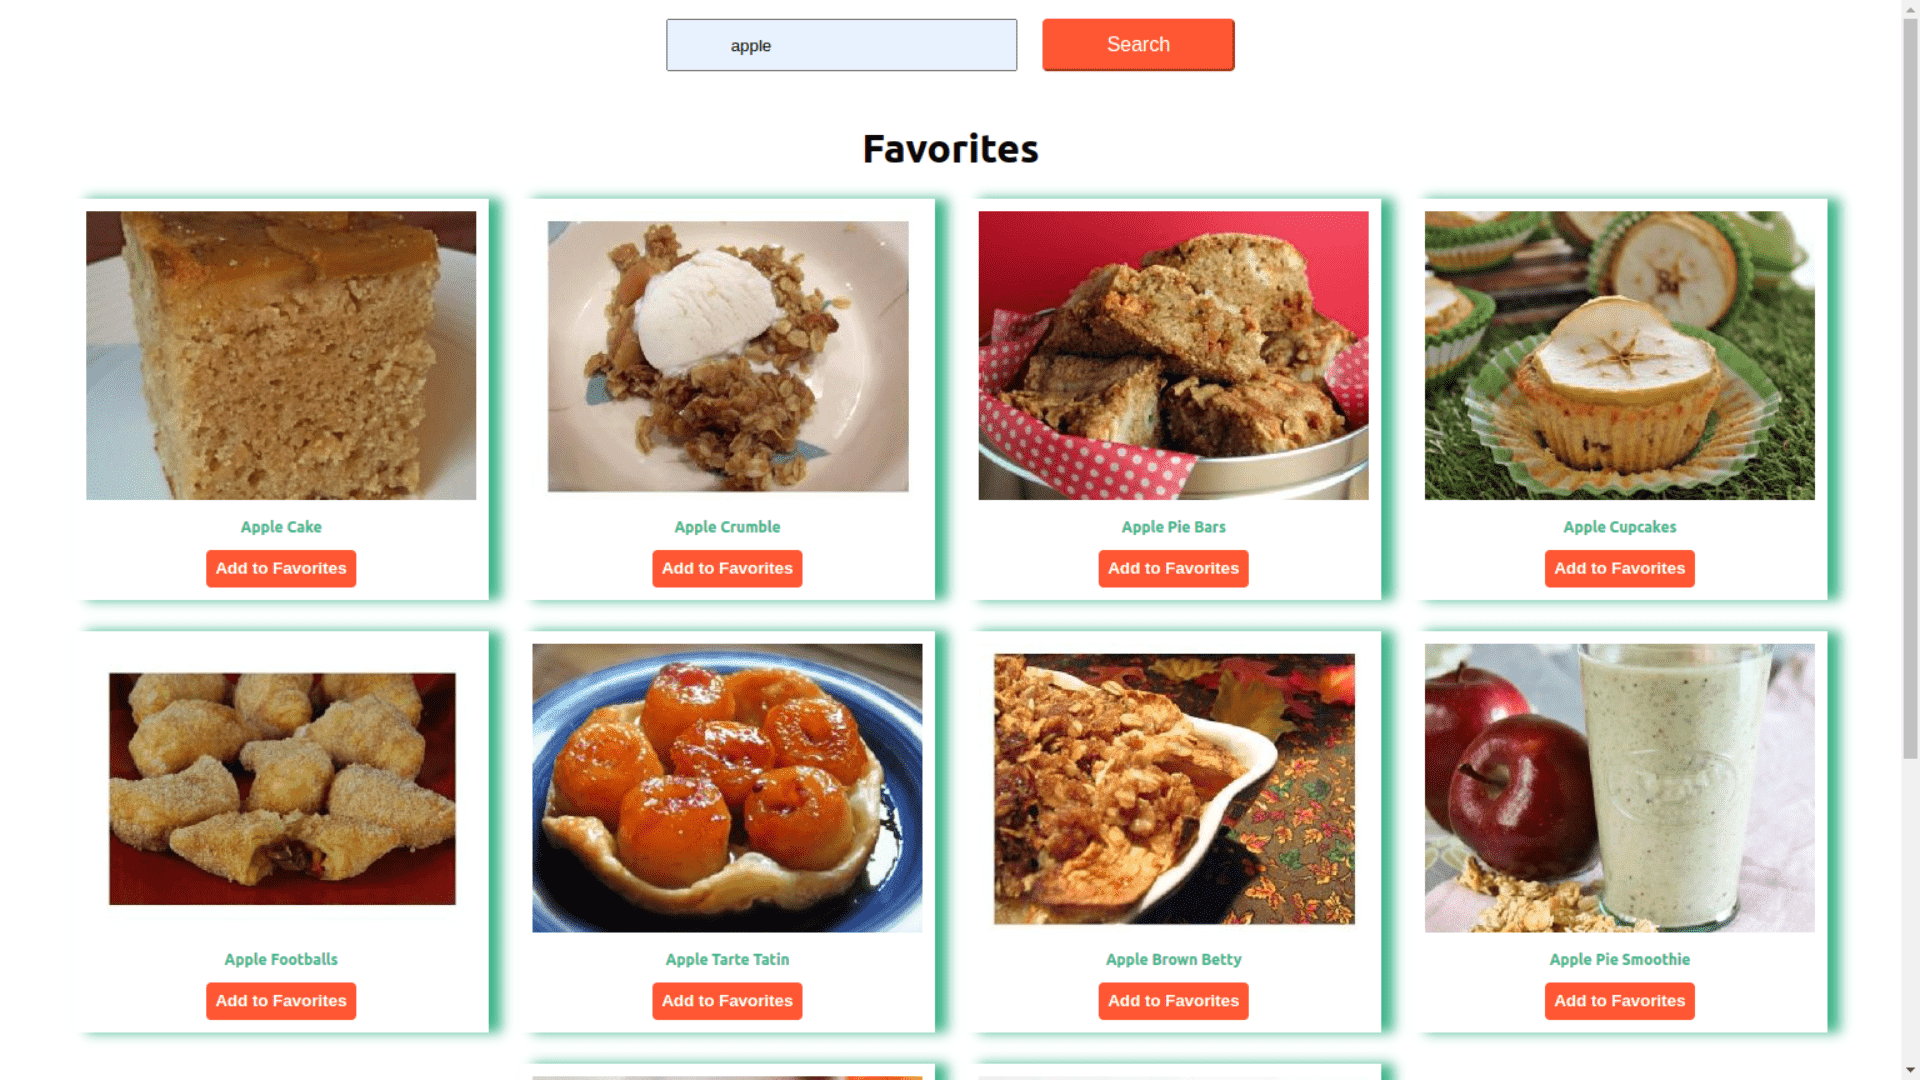 apple
Search
Favorites
Apple Cake
Apple Crumble
Apple Pie Bars
Apple Cupcakes
Add to Favorites
Add to Favorites
Add to Favorites
Add to Favorites
Apple Footballs
Apple Tarte Tatin
Apple Brown Betty
Apple Pie Smoothie
Add to Favorites
Add to Favorites
Add to Favorites
Add to Favorites